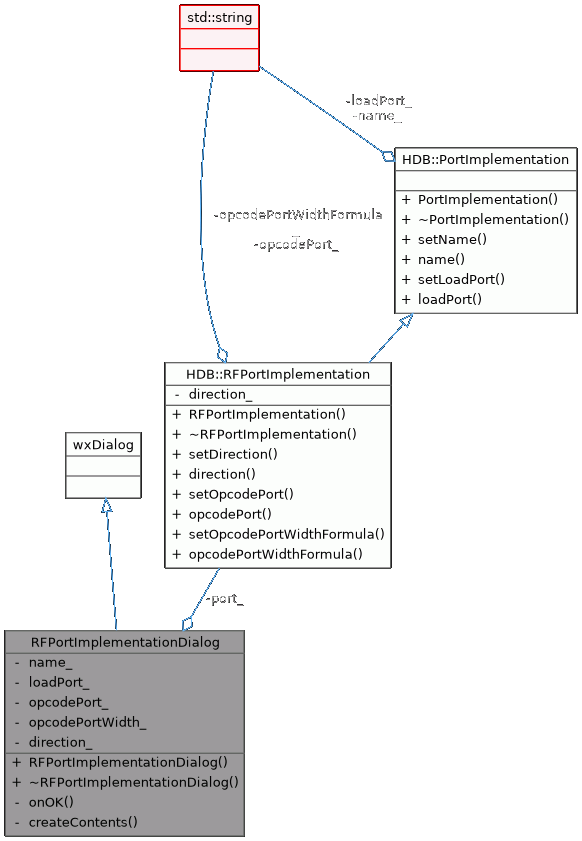 std::string
-loadPort_
-name_
HDB::PortImplementation
+ PortImplementation()
+ ~PortImplementation()
+ setName()
+ name()
+ setLoadPort()
+ loadPort()
-opcodePortWidthFormula
_
-opcodePort_
HDB::RFPortImplementation
- direction_
+ RFPortImplementation()
+ ~RFPortImplementation()
+ setDirection()
+ direction()
+ setOpcodePort()
+ opcodePort()
+ setOpcodePortWidthFormula()
+ opcodePortWidthFormula()
wxDialog
-port_
RFPortImplementationDialog
- name_
- loadPort_
- opcodePort_
- opcodePortWidth_
- direction_
+ RFPortImplementationDialog()
+ ~RFPortImplementationDialog()
- onOK()
- createContents()